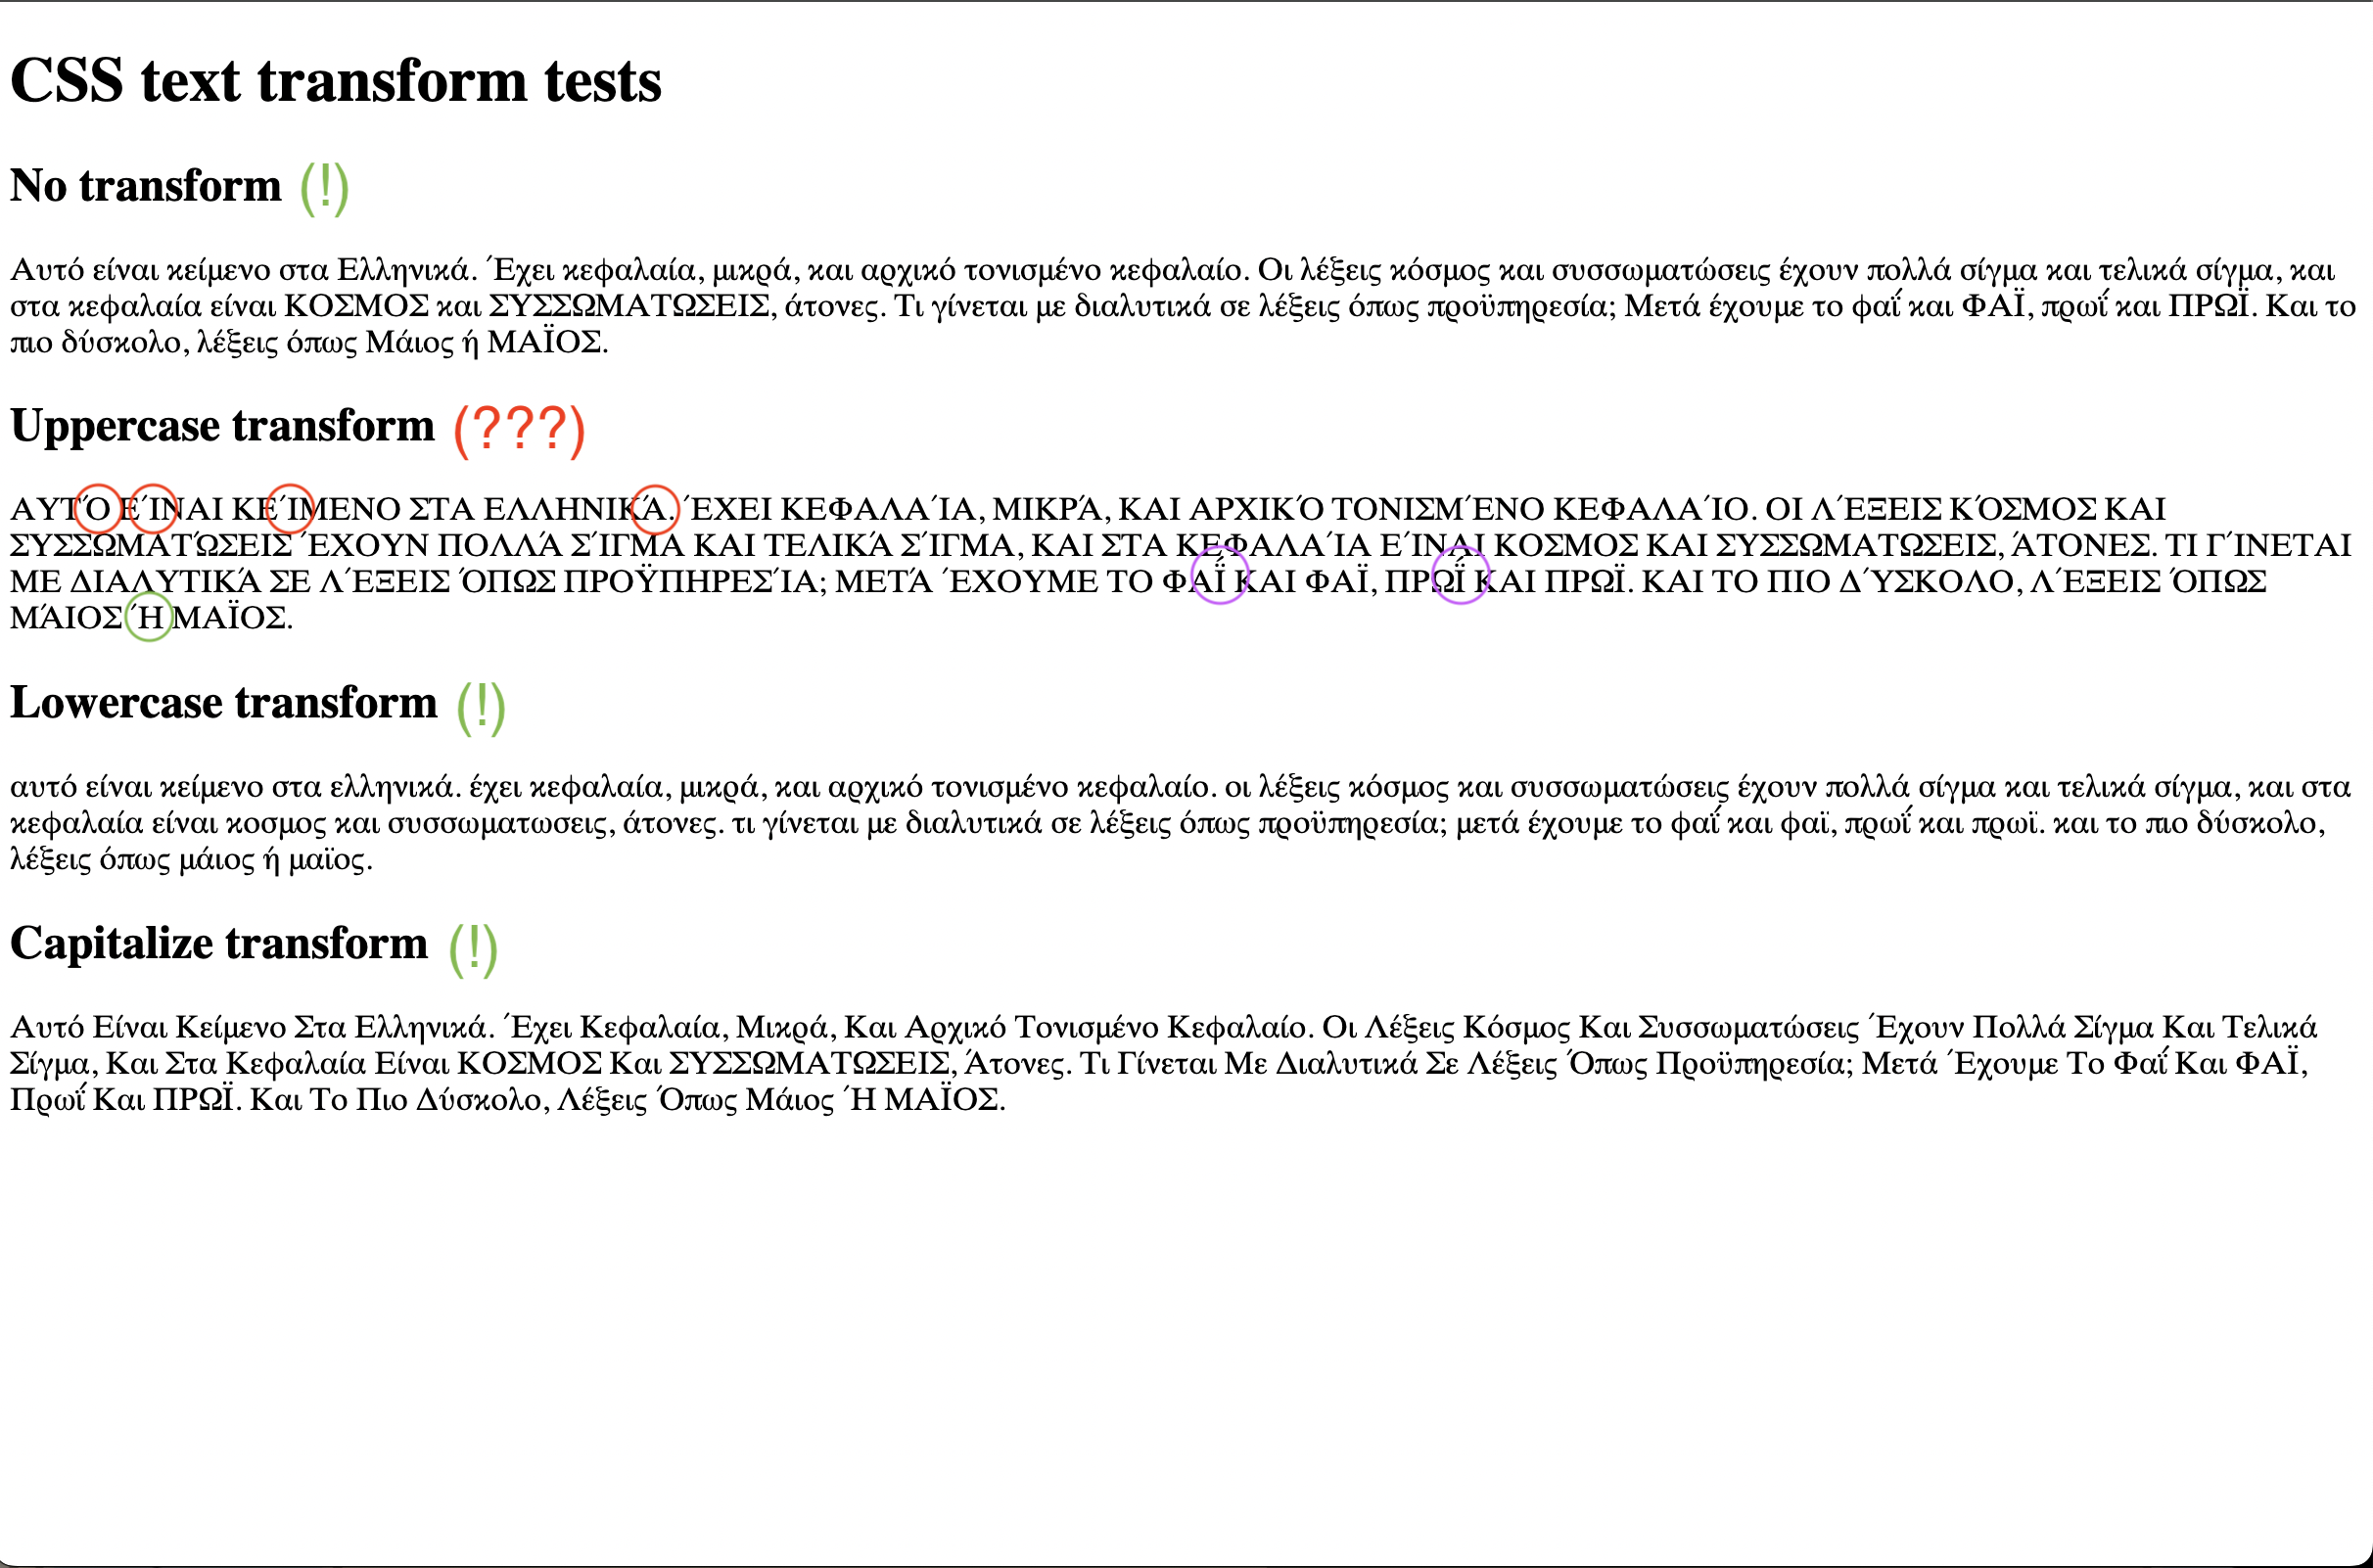 CSS text transform tests
No transform (!)
Αυτό είναι κείμενο στα Ελληνικά. Έχει κεφαλαία, μικρά, και αρχικό τονισμένο κεφαλαίο. Οι λέξεις κόσμος και συσσωματώσεις έχουν πολλά σίγμα και τελικά σίγμα, και
στα κεφαλαία είναι ΚΟΣΜΟΣ και ΣΥΣΣΩΜΑΤΩΣΕΙΣ, άτονες. Τι γίνεται με διαλυτικά σε λέξεις όπως προϋπηρεσία; Μετά έχουμε το φαΐ και ΦΑΪ, πρωΐ και ΠΡΩΪ. Και το
πιο δύσκολο, λέξεις όπως Μάιος ή ΜΑΪΟΣ.
Uppercase transform (???)
ΑΥΤΌ ΕΊΝΑΙ ΚΕΊΜΕΝΟ ΣΤΑ ΕΛΛΗΝΙΚΆ. ΈΧΕΙ ΚΕΦΑΛΑΊΑ, ΜΙΚΡΆ, ΚΑΙ ΑΡΧΙΚΌ ΤΟΝΙΣΜΈΝΟ ΚΕΦΑΛΑΊΟ. ΟΙ ΛΈΞΕΙΣ ΚΌΣΜΟΣ ΚΑΙ
ΣΥΣΣΩΜΑΤΏΣΕΙΣ ΈΧΟΥΝ ΠΟΛΛΆ ΣΊΓΜΑ ΚΑΙ ΤΕΛΙΚΆ ΣΊΓΜΑ, ΚΑΙ ΣΤΑ ΚΕΦΑΛΑΊΑ ΕΊΝΑΙ ΚΟΣΜΟΣ ΚΑΙ ΣΥΣΣΩΜΑΤΩΣΕΙΣ, ΆΤΟΝΕΣ. ΤΙ ΓΊΝΕΤΑΙ
ΜΕ ΔΙΑΛΥΤΙΚΆ ΣΕ ΛΈΞΕΙΣ ΌΠΩΣ ΠΡΟΫΠΗΡΕΣΊΑ; ΜΕΤΆ ΈΧΟΥΜΕ ΤΟ ΦΑΪ́ ΚΑΙ ΦΑΪ, ΠΡΩΪ́ ΚΑΙ ΠΡΩΪ. ΚΑΙ ΤΟ ΠΙΟ ΔΎΣΚΟΛΟ, ΛΈΞΕΙΣ ΌΠΩΣ
ΜΆΙΟΣ Ή ΜΑΪΟΣ.
Lowercase transform (!)
αυτό είναι κείμενο στα ελληνικά. έχει κεφαλαία, μικρά, και αρχικό τονισμένο κεφαλαίο. οι λέξεις κόσμος και συσσωματώσεις έχουν πολλά σίγμα και τελικά σίγμα, και στα
κεφαλαία είναι κοσμος και συσσωματωσεις, άτονες. τι γίνεται με διαλυτικά σε λέξεις όπως προϋπηρεσία; μετά έχουμε το φαΐ και φαϊ, πρωΐ και πρωϊ. και το πιο δύσκολο,
λέξεις όπως μάιος ή μαϊος.
Capitalize transform (!)
Αυτό Είναι Κείμενο Στα Ελληνικά. Έχει Κεφαλαία, Μικρά, Και Αρχικό Τονισμένο Κεφαλαίο. Οι Λέξεις Κόσμος Και Συσσωματώσεις Έχουν Πολλά Σίγμα Και Τελικά
Σίγμα, Και Στα Κεφαλαία Είναι ΚΟΣΜΟΣ Και ΣΥΣΣΩΜΑΤΩΣΕΙΣ, Άτονες. Τι Γίνεται Με Διαλυτικά Σε Λέξεις Όπως Προϋπηρεσία; Μετά Έχουμε Το Φαΐ Και ΦΑΪ,
Πρωΐ Και ΠΡΩΪ. Και Το Πιο Δύσκολο, Λέξεις Όπως Μάιος Ή ΜΑΪΟΣ.